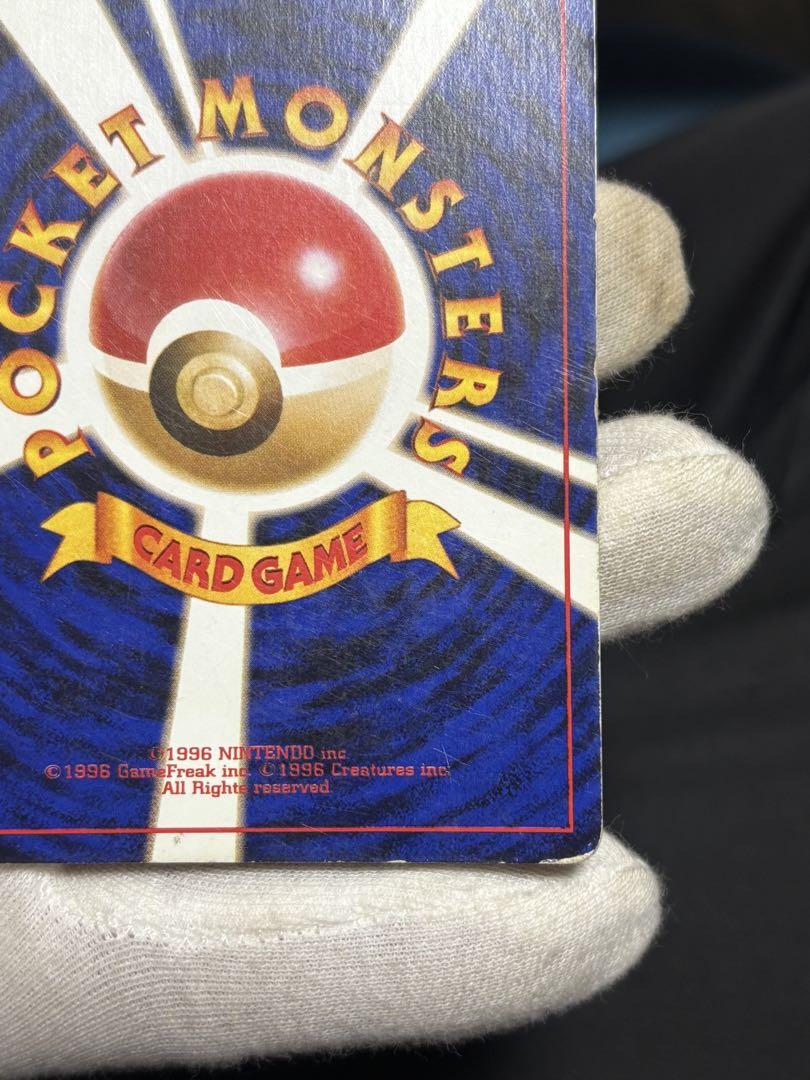 POCKET MONSTERS
CARD GAME
©1996 NINTENDO inc
©1996 GameFreak inc. ©1996 Creatures inc.
All Rights reserved.